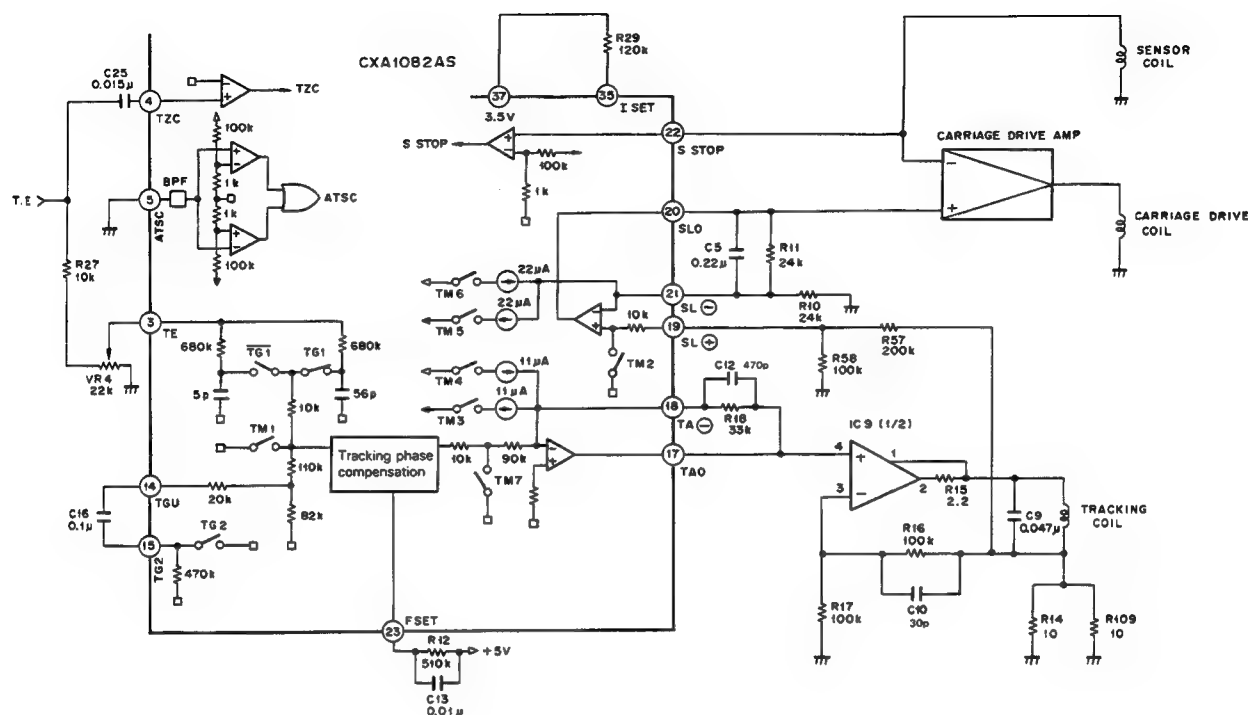 CXA1082AS
R29
120k
37
3.5V
35
I SET
C25
0.015μ
4
TZC
TZC
100k
T.E
5
ATSC
BPF
1k
1k
100k
ATSC
R27
10k
3
TE
VR4
22k
680k
680k
TG1
TG1
5p
56p
10k
TM1
110k
Tracking phase
compensation
14
TGU
20k
82k
C16
0.1μ
15
TG2
TG2
470k
23
FSET
R12
510k
+5V
C13
0.01μ
S STOP
100k
1k
22
S STOP
20
SLO
C5
0.22μ
R11
24k
TM6
22μA
TM5
22μA
21
SL ⊖
R10
24k
10k
19
SL ⊕
TM2
R57
200k
R58
100k
TM4
11μA
TM3
11μA
C12
470p
18
TA ⊖
R18
33k
10k
90k
TM7
17
TAO
SENSOR
COIL
CARRIAGE DRIVE AMP
-
+
CARRIAGE DRIVE
COIL
IC9 (1/2)
4
+
3
-
1
2
R15
2.2
C9
0.047μ
TRACKING
COIL
R16
100k
C10
30p
R17
100k
R14
10
R109
10